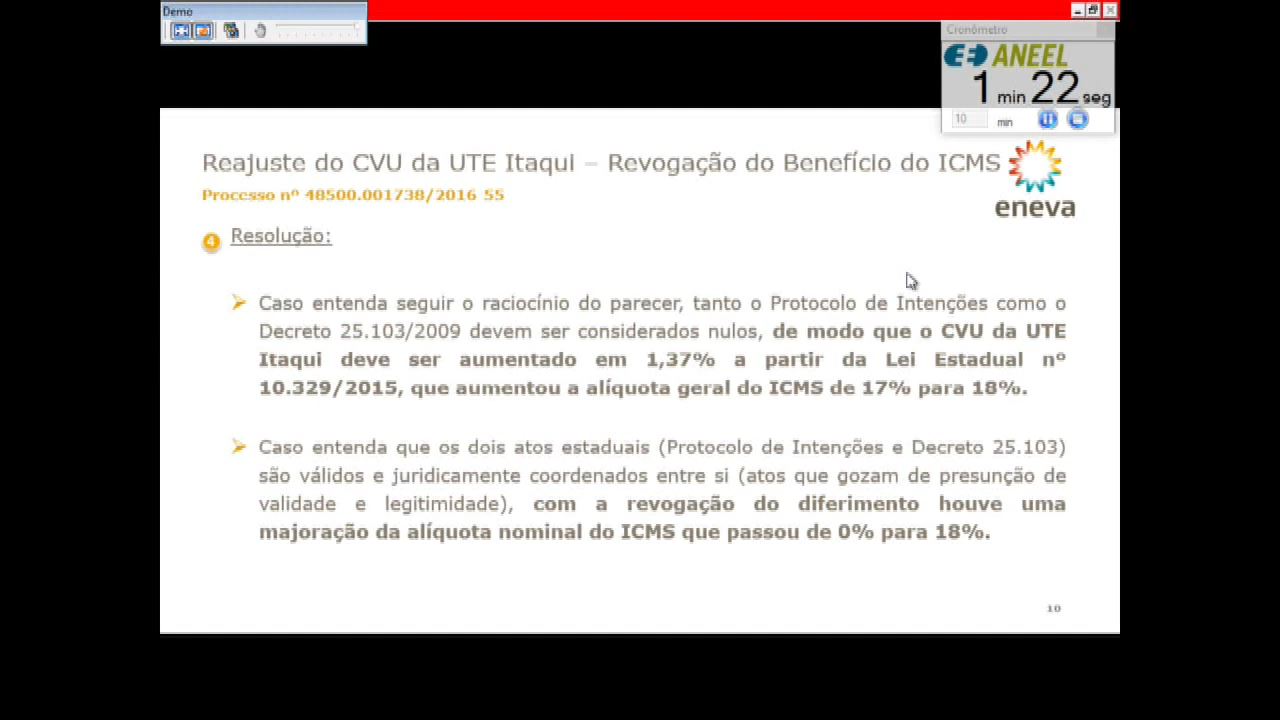 Demo
Cronômetro
ANEEL
1 min 22 seg
10 min
Reajuste do CVU da UTE Itaqui – Revogação do Benefício do ICMS
Processo nº 48500.001738/2016 55
eneva
4 Resolução:
Caso entenda seguir o raciocínio do parecer, tanto o Protocolo de Intenções como o
Decreto 25.103/2009 devem ser considerados nulos, de modo que o CVU da UTE
Itaqui deve ser aumentado em 1,37% a partir da Lei Estadual nº
10.329/2015, que aumentou a alíquota geral do ICMS de 17% para 18%.
Caso entenda que os dois atos estaduais (Protocolo de Intenções e Decreto 25.103)
são válidos e juridicamente coordenados entre si (atos que gozam de presunção de
validade e legitimidade), com a revogação do diferimento houve uma
majoração da alíquota nominal do ICMS que passou de 0% para 18%.
10